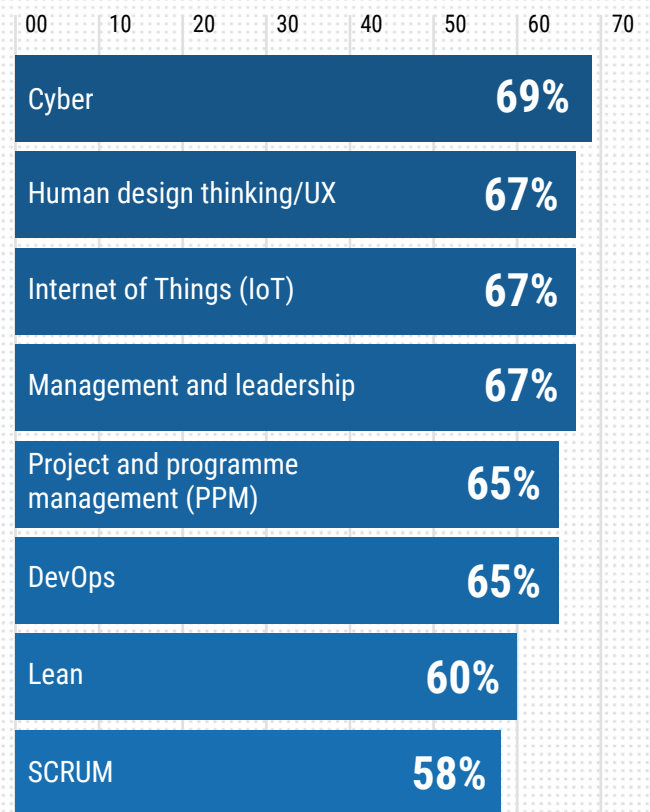 00 10 20 30 40 50 60 70
Cyber 69%
Human design thinking/UX 67%
Internet of Things (IoT) 67%
Management and leadership 67%
Project and programme
management (PPM) 65%
DevOps 65%
Lean 60%
SCRUM 58%